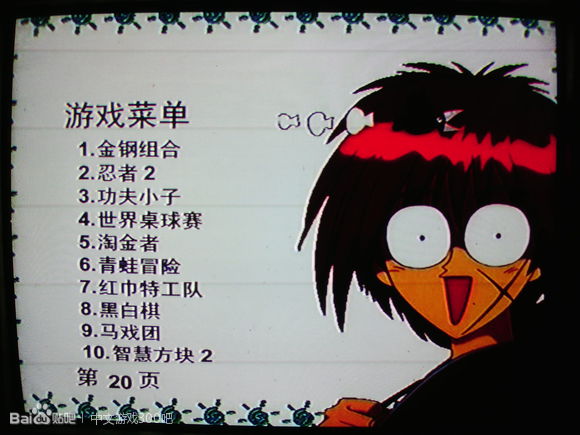 游戏菜单
1.金钢组合
2.忍者 2
3.功夫小子
4.世界桌球赛
5.淘金者
6.青蛙冒险
7.红巾特工队
8.黑白棋
9.马戏团
10.智慧方块 2
第 20 页
Bai贴吧 | 中文游戏300吧